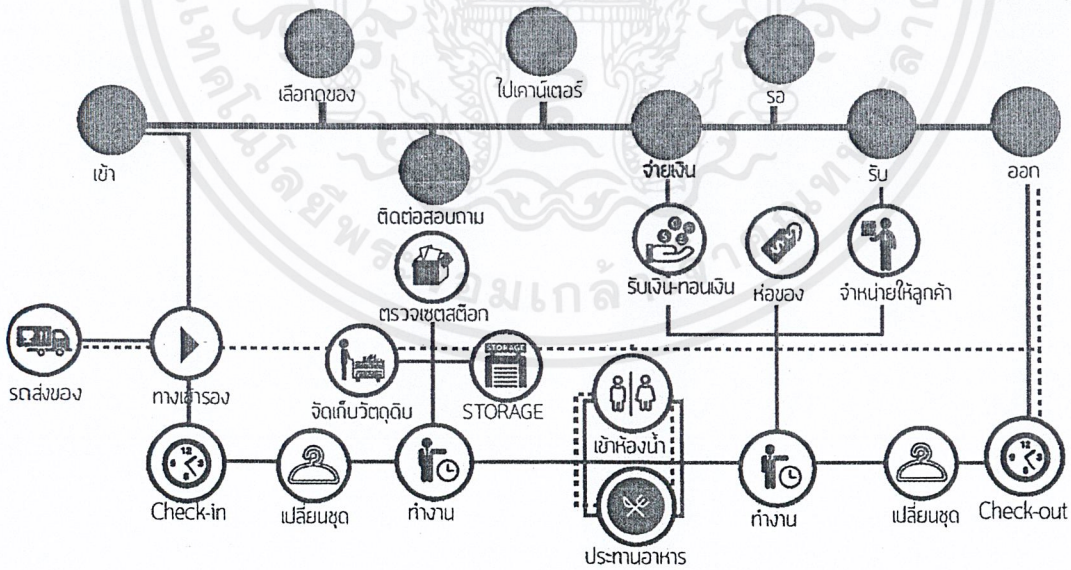 เลือกดูของ
ไปเคาน์เตอร์
รอ
เข้า
ติดต่อสอบถาม
จ่ายเงิน
รับ
ออก
ตรวจเซตสต็อก
รับเงิน-ทอนเงิน
ห่อของ
จำหน่ายให้ลูกค้า
รถส่งของ
ทางเข้ารอง
จัดเก็บวัตถุดิบ
STORAGE
STORAGE
เข้าห้องน้ำ
Check-in
เปลี่ยนชุด
ทำงาน
ประทานอาหาร
ทำงาน
เปลี่ยนชุด
Check-out